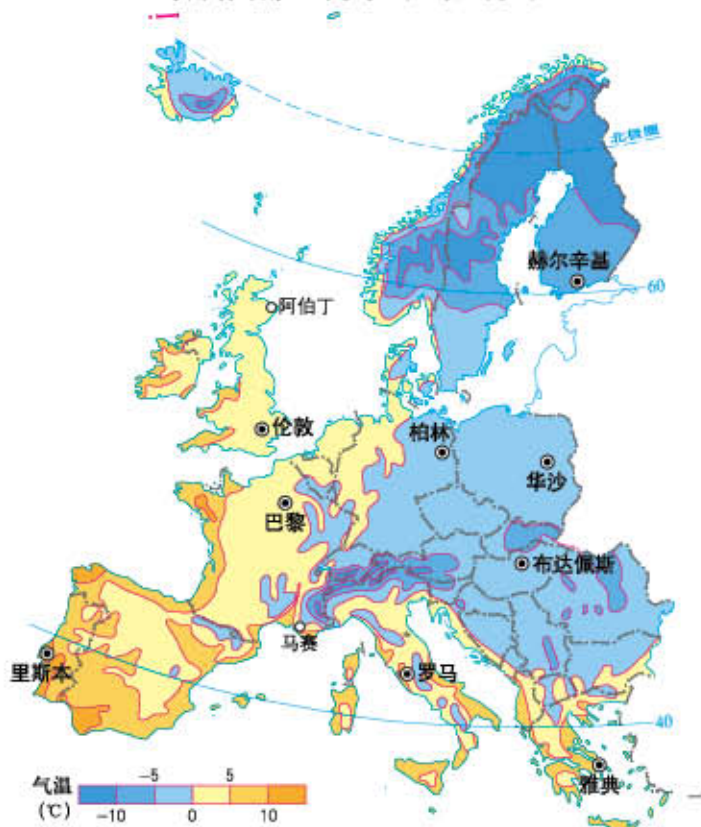 北极圈
赫尔辛基
60
阿伯丁
伦敦
柏林
华沙
巴黎
布达佩斯
马赛
里斯本
罗马
40
雅典
气温
(℃)
-5 5
-10 0 10